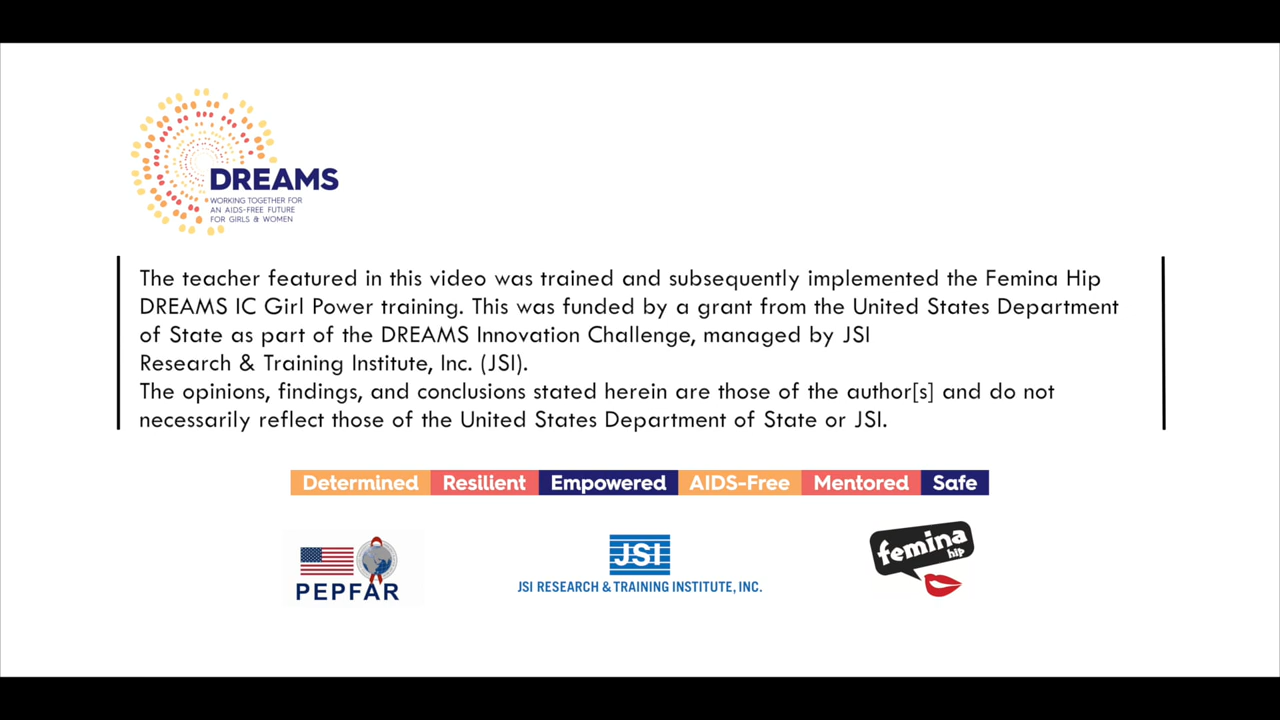 DREAMS
WORKING TOGETHER FOR
AN AIDS-FREE FUTURE
FOR GIRLS & WOMEN
The teacher featured in this video was trained and subsequently implemented the Femina Hip
DREAMS IC Girl Power training. This was funded by a grant from the United States Department
of State as part of the DREAMS Innovation Challenge, managed by JSI
Research & Training Institute, Inc. (JSI).
The opinions, findings, and conclusions stated herein are those of the author[s] and do not
necessarily reflect those of the United States Department of State or JSI.
Determined Resilient Empowered AIDS-Free Mentored Safe
PEPFAR
JSI
JSI RESEARCH & TRAINING INSTITUTE, INC.
femina
hip